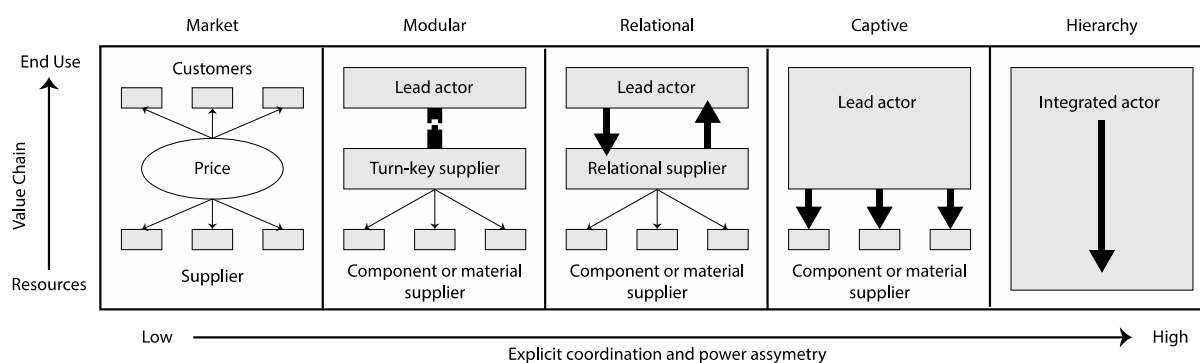 Market
Modular
Relational
Captive
Hierarchy
End Use
Value Chain
Resources
Customers
Price
Supplier
Lead actor
Turn-key supplier
Component or material
supplier
Lead actor
Relational supplier
Component or material
supplier
Lead actor
Component or material
supplier
Integrated actor
Low
High
Explicit coordination and power assymetry